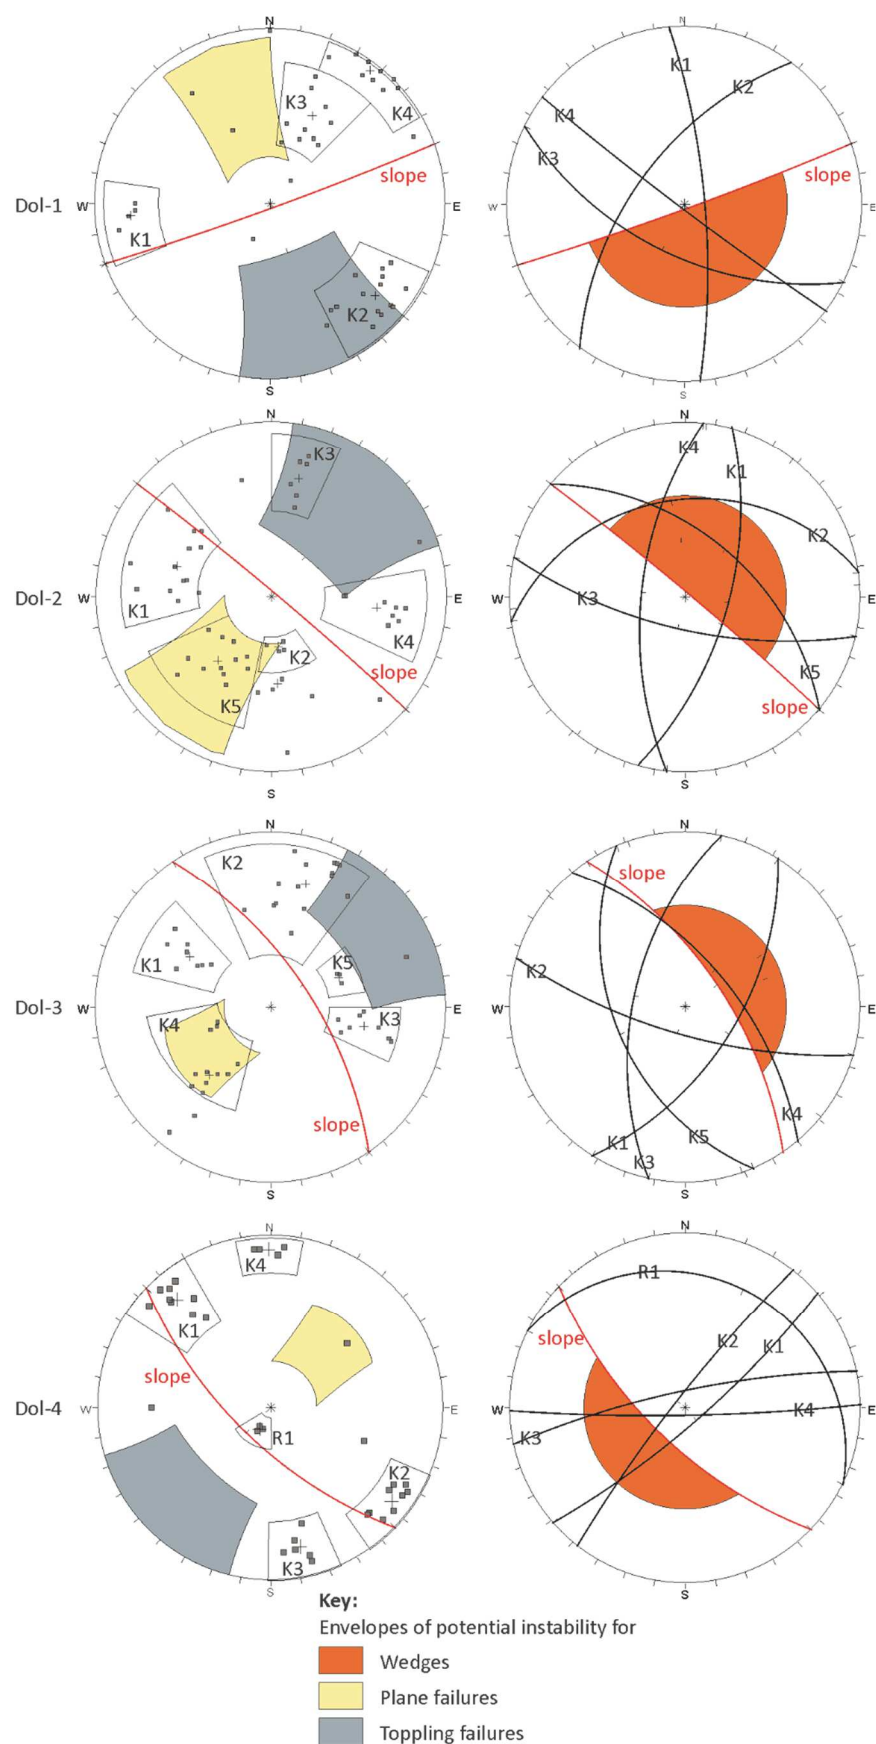 N
K3
K4
slope
Dol-1
W
E
K1
K2
S
N
K1
K2
K4
K3
slope
W
E
S
N
K3
Dol-2
W
E
K1
K4
K2
slope
K5
S
N
K4
K1
K2
W
K3
E
K5
slope
S
N
K2
K1
K5
Dol-3
W
E
K4
K3
slope
S
N
slope
K2
W
E
K4
K1
K5
K3
S
N
K4
K1
slope
Dol-4
W
E
R1
K2
K3
S
N
R1
slope
K2
K1
W
K4
E
K3
S
Key:
Envelopes of potential instability for
Wedges
Plane failures
Toppling failures